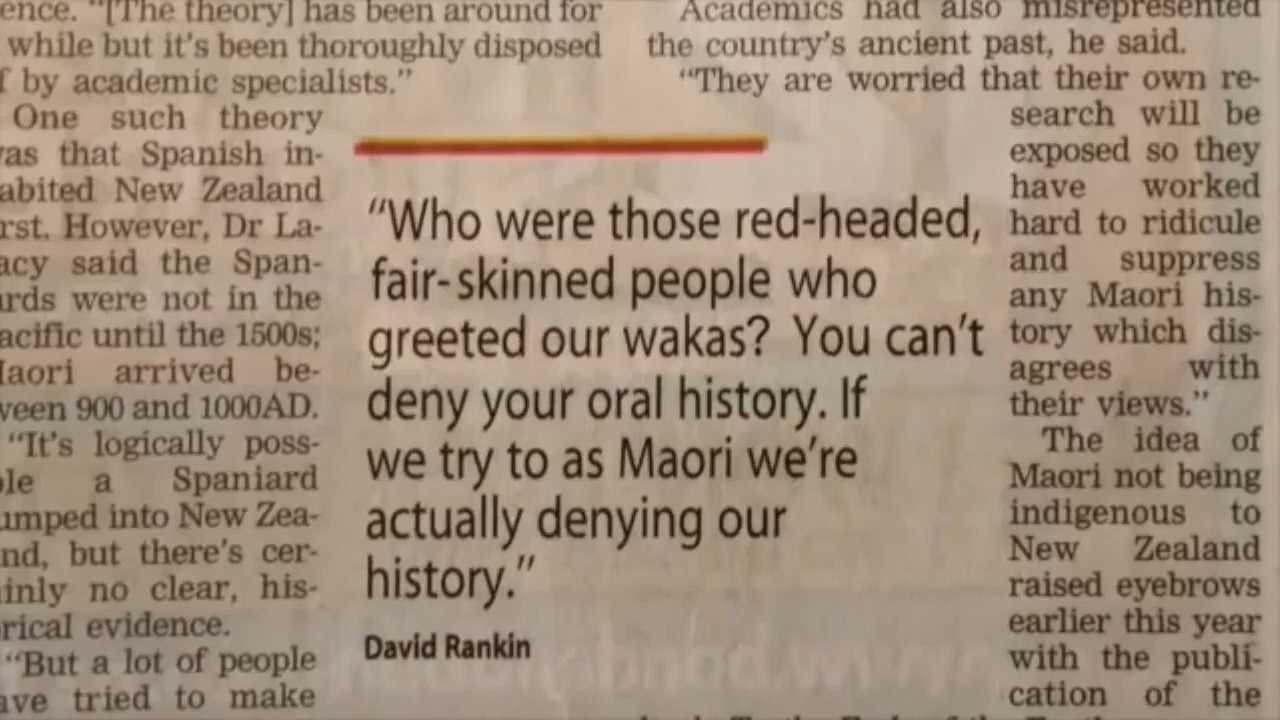 ence. "[The theory] has been around for
while but it's been thoroughly disposed
f by academic specialists."
One such theory
as that Spanish in-
abited New Zealand
rst. However, Dr La-
acy said the Span-
ards were not in the
acific until the 1500s;
aori arrived be-
ween 900 and 1000AD.
"It's logically poss-
le a Spaniard
umped into New Zea-
nd, but there's cer-
inly no clear, his-
rical evidence.
"But a lot of people
ave tried to make
"Who were those red-headed,
fair-skinned people who
greeted our wakas? You can't
deny your oral history. If
we try to as Maori we're
actually denying our
history."
David Rankin
Academics had also misrepresented
the country's ancient past, he said.
"They are worried that their own re-
search will be
exposed so they
have worked
hard to ridicule
and suppress
any Maori his-
tory which dis-
agrees with
their views."
The idea of
Maori not being
indigenous to
New Zealand
raised eyebrows
earlier this year
with the publi-
cation of the